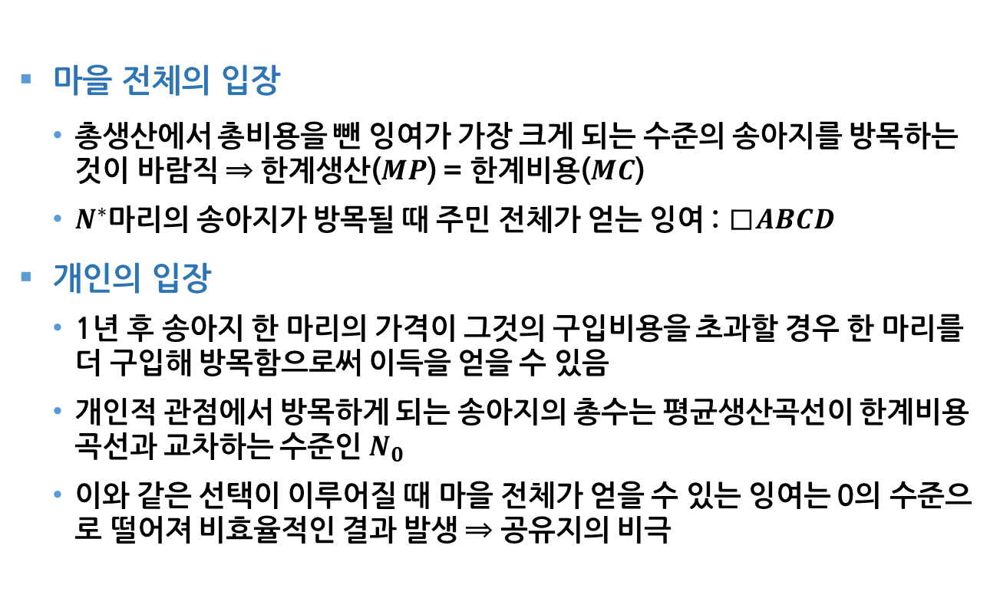 ▪ 마을 전체의 입장
• 총생산에서 총비용을 뺀 잉여가 가장 크게 되는 수준의 송아지를 방목하는
것이 바람직 ⇒ 한계생산(MP) = 한계비용(MC)
• N*마리의 송아지가 방목될 때 주민 전체가 얻는 잉여 : □ABCD
▪ 개인의 입장
• 1년 후 송아지 한 마리의 가격이 그것의 구입비용을 초과할 경우 한 마리를
더 구입해 방목함으로써 이득을 얻을 수 있음
• 개인적 관점에서 방목하게 되는 송아지의 총수는 평균생산곡선이 한계비용
곡선과 교차하는 수준인 N₀
• 이와 같은 선택이 이루어질 때 마을 전체가 얻을 수 있는 잉여는 0의 수준으
로 떨어져 비효율적인 결과 발생 ⇒ 공유지의 비극